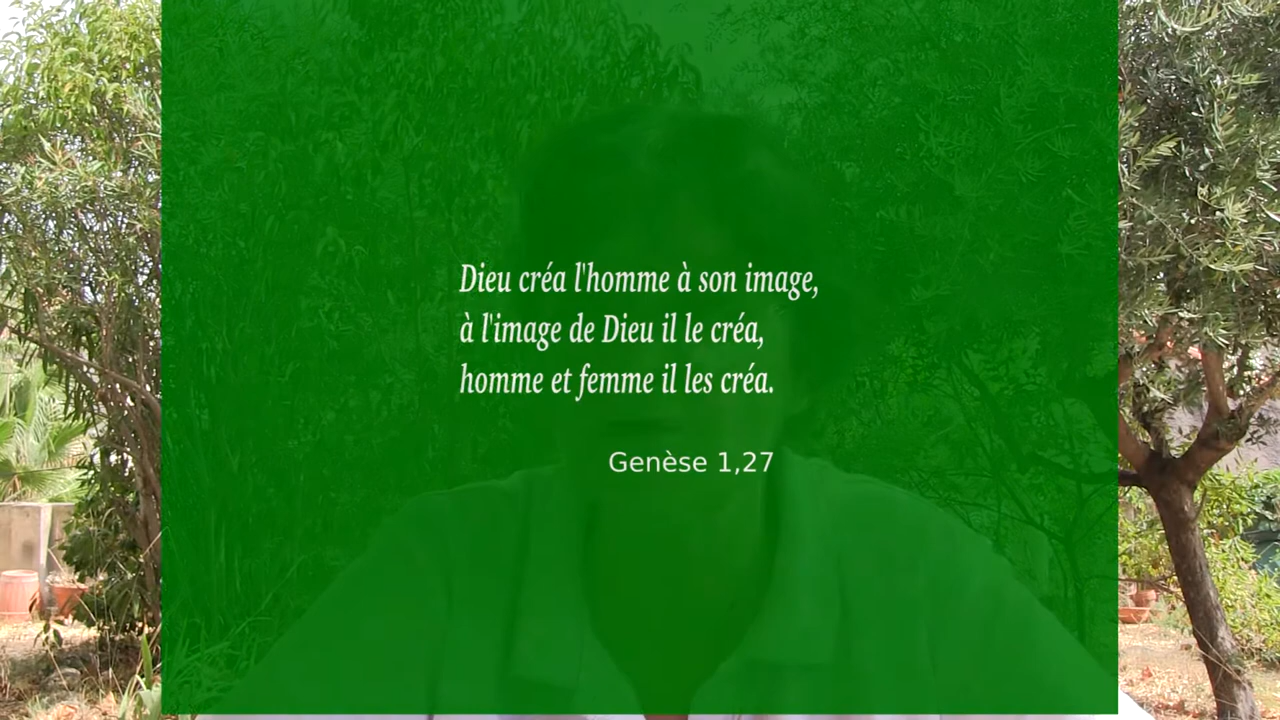 Dieu créa l'homme à son image,
à l'image de Dieu il le créa,
homme et femme il les créa.
Genèse 1,27